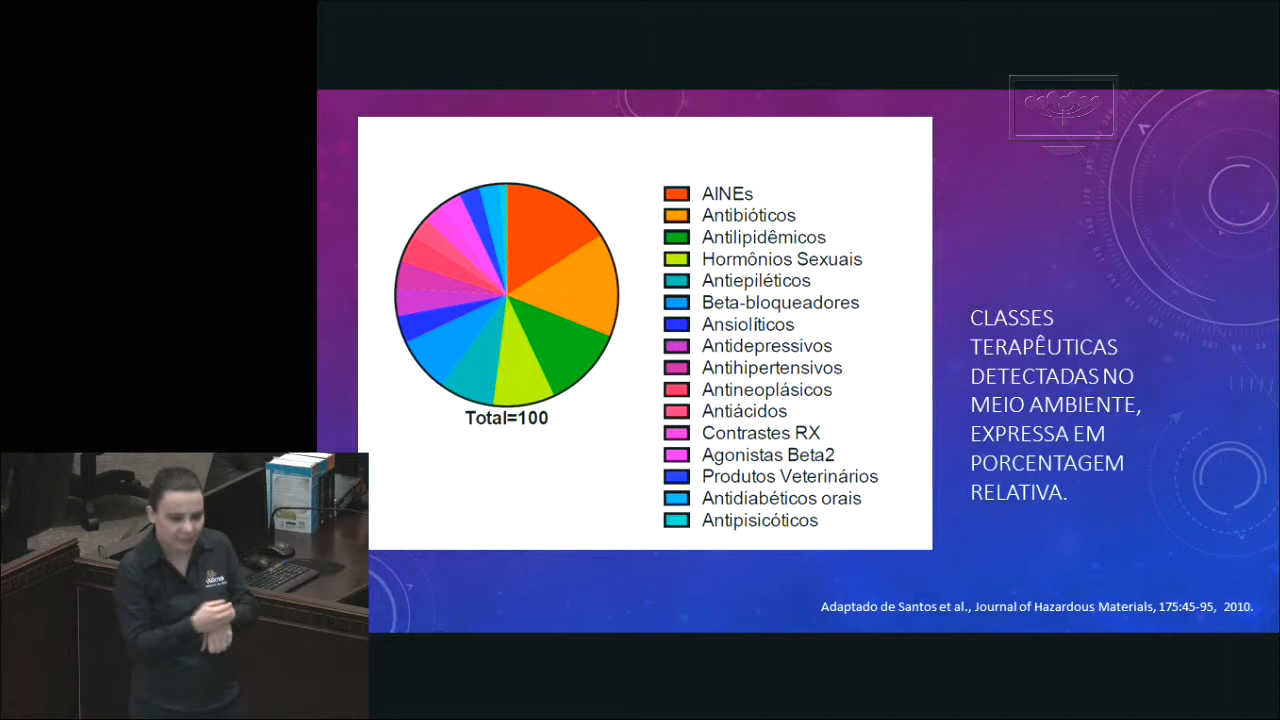 AINEs
Antibióticos
Antilipidêmicos
Hormônios Sexuais
Antiepiléticos
Beta-bloqueadores
Ansiolíticos
Antidepressivos
Antihipertensivos
Antineoplásicos
Antiácidos
Contrastes RX
Agonistas Beta2
Produtos Veterinários
Antidiabéticos orais
Antipisicóticos
Total=100
CLASSES
TERAPÊUTICAS
DETECTADAS NO
MEIO AMBIENTE,
EXPRESSA EM
PORCENTAGEM
RELATIVA.
Adaptado de Santos et al., Journal of Hazardous Materials, 175:45-95, 2010.